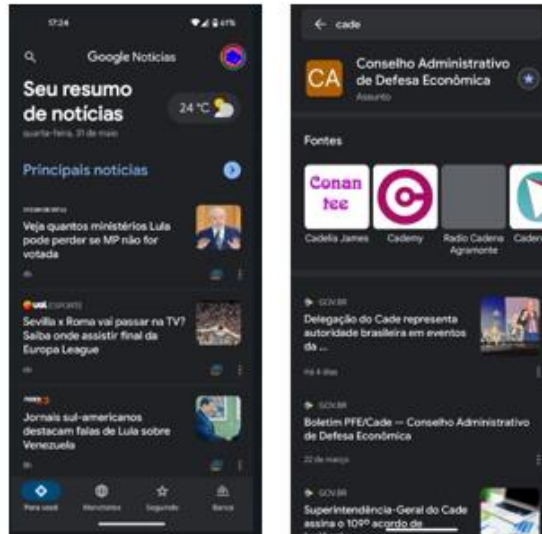 17:24
61%
Google Notícias
Seu resumo
de notícias
24 °C
quarta-feira, 31 de maio
Principais notícias
Veja quantos ministérios Lula
pode perder se MP não for
votada
uol
Sevilla x Roma vai passar na TV?
Saiba onde assistir final da
Europa League
Jornais sul-americanos
destacam falas de Lula sobre
Venezuela
Para você
Manchetes
Seguindo
Banca
cade
CA
Conselho Administrativo
de Defesa Econômica
Assunto
Fontes
Conan
tee
Cadelis James
Cademy
Radio Cadena
Agramonte
GOV.BR
Delegação do Cade representa
autoridade brasileira em eventos
da ...
Há 4 dias
GOV.BR
Boletim PFE/Cade — Conselho Administrativo
de Defesa Econômica
22 de março
GOV.BR
Superintendência-Geral do Cade
assina o 109º acordo de